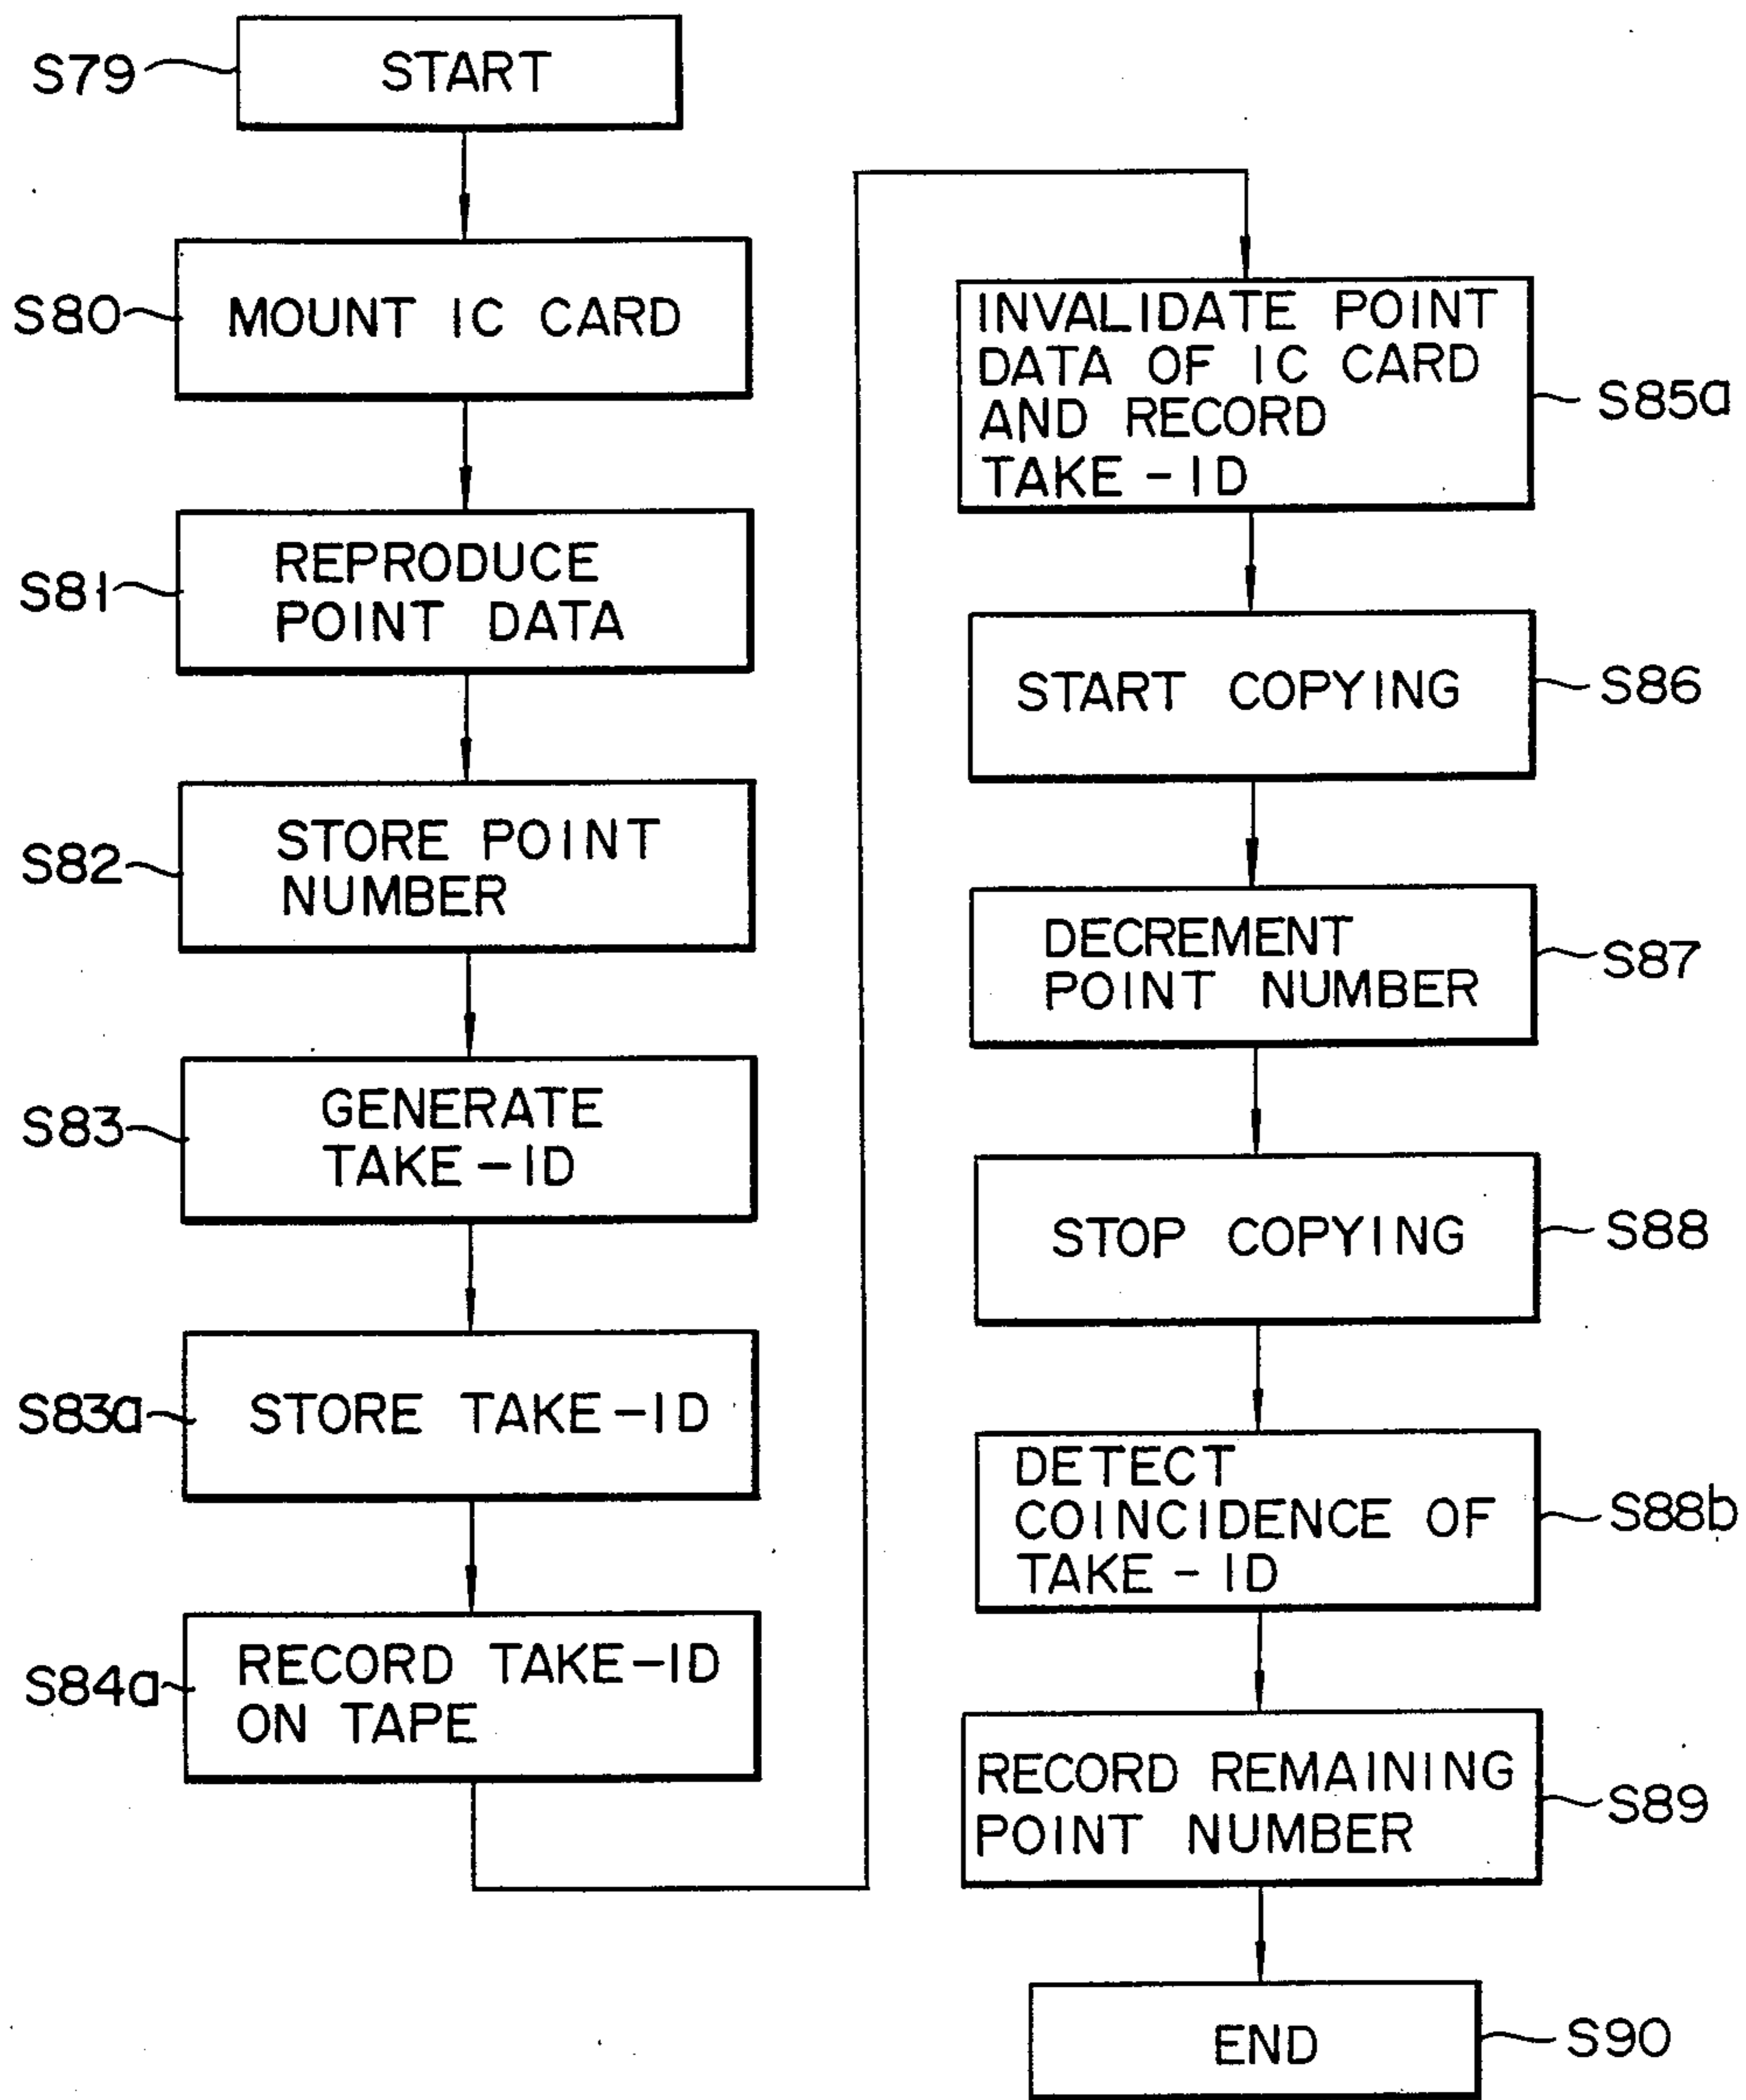 S79
START
S80
MOUNT IC CARD
S81
REPRODUCE
POINT DATA
S82
STORE POINT
NUMBER
S83
GENERATE
TAKE-ID
S83a
STORE TAKE-ID
S84a
RECORD TAKE-ID
ON TAPE
INVALIDATE POINT
DATA OF IC CARD
AND RECORD
TAKE-ID
S85a
START COPYING
S86
DECREMENT
POINT NUMBER
S87
STOP COPYING
S88
DETECT
COINCIDENCE OF
TAKE-ID
S88b
RECORD REMAINING
POINT NUMBER
S89
END
S90